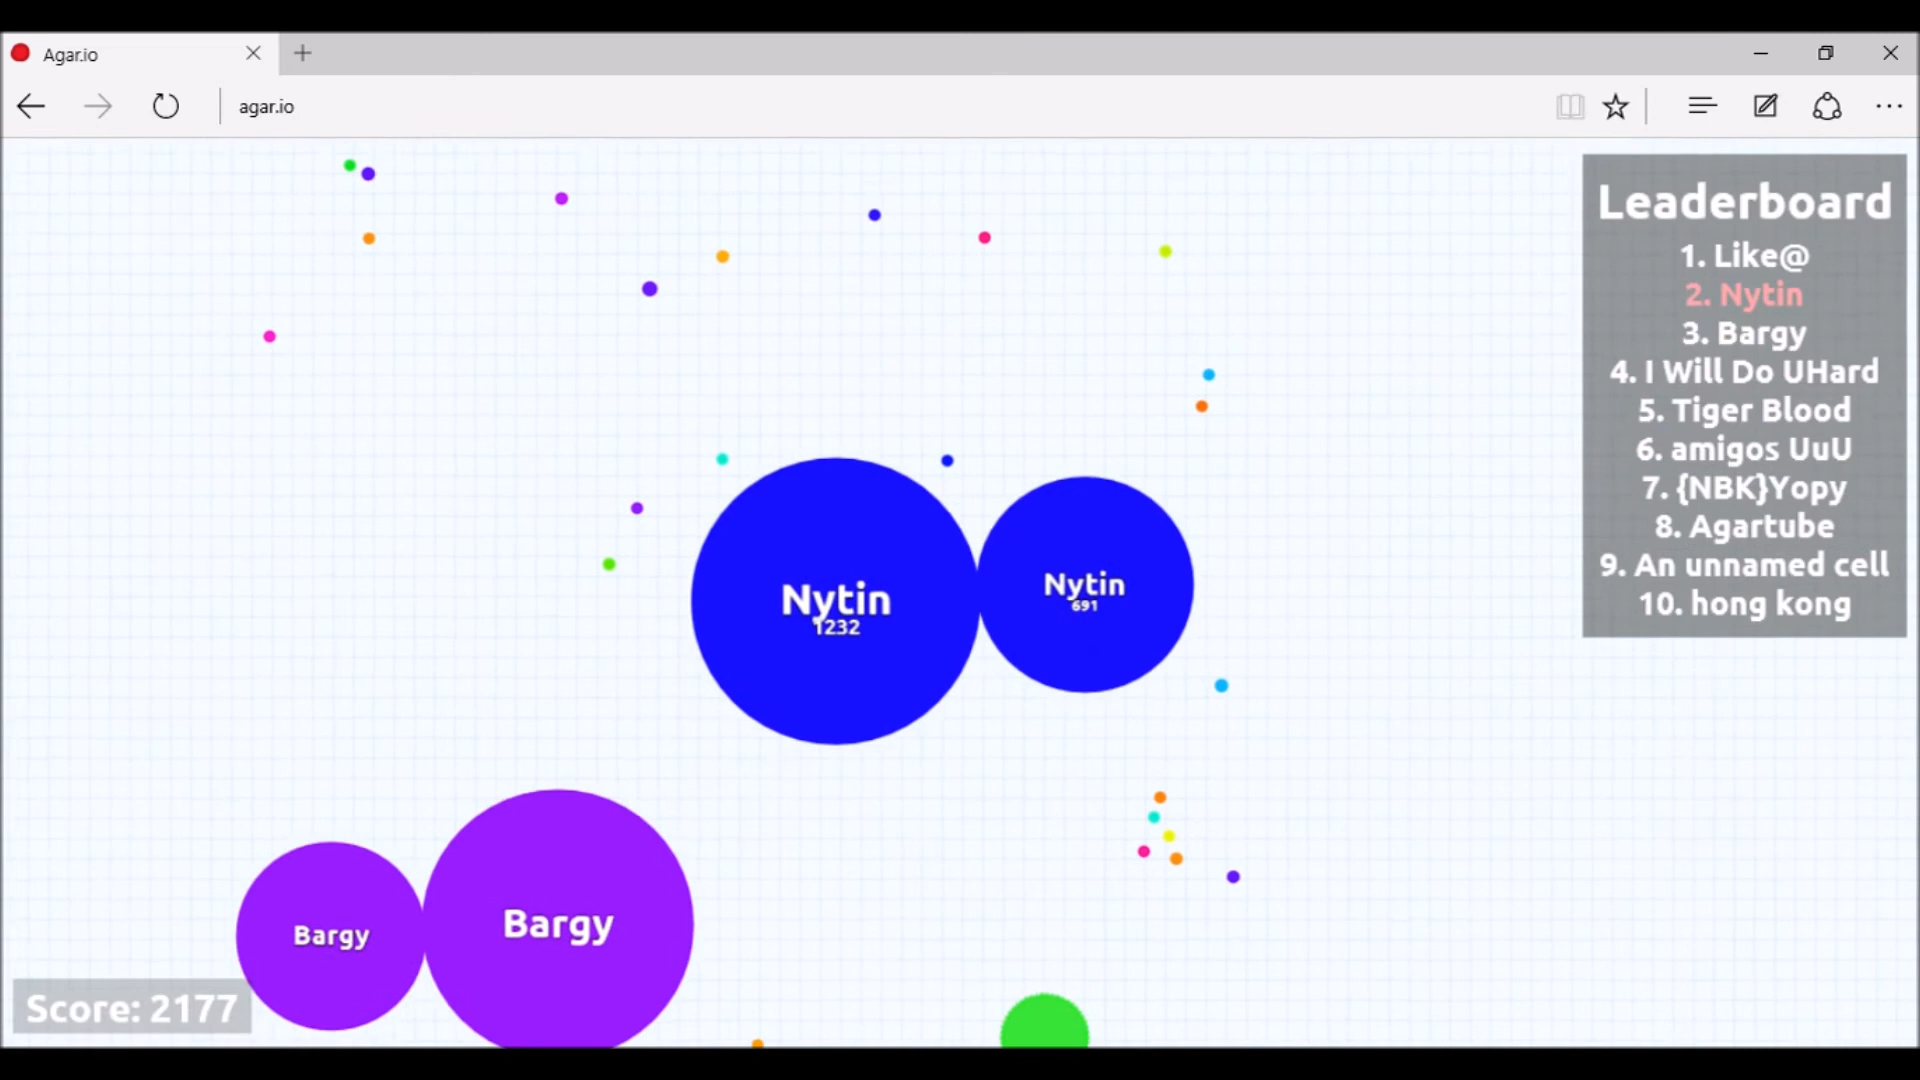 Agar.io
agar.io
Leaderboard
1. Like@
2. Nytin
3. Bargy
4. I Will Do UHard
5. Tiger Blood
6. amigos UuU
7. {NBK}Yopy
8. Agartube
9. An unnamed cell
10. hong kong
Nytin
1232
Nytin
691
Bargy
Bargy
Score: 2177